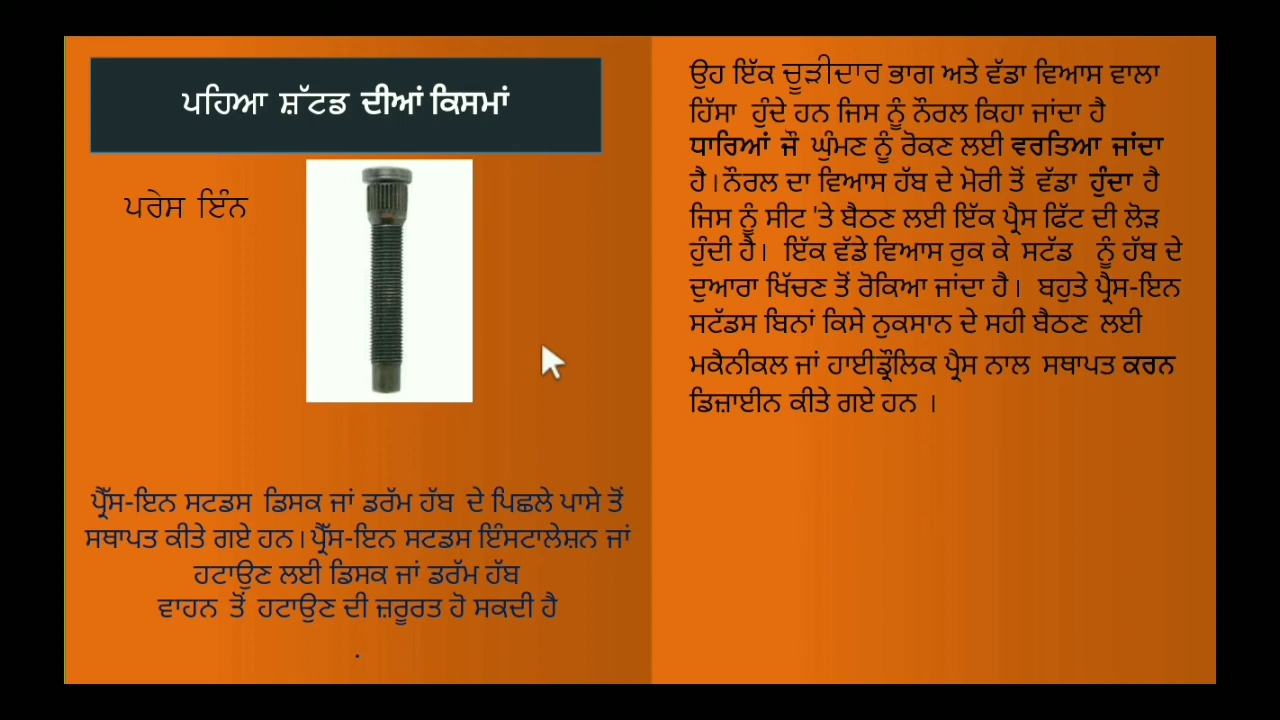 ਪਹਿਆ ਸ਼ੱਟਡ ਦੀਆਂ ਕਿਸਮਾਂ
ਪਰੇਸ ਇੰਨ
ਪ੍ਰੈੱਸ-ਇਨ ਸਟਡਸ ਡਿਸਕ ਜਾਂ ਡਰੱਮ ਹੱਬ ਦੇ ਪਿਛਲੇ ਪਾਸੇ ਤੋਂ
ਸਥਾਪਤ ਕੀਤੇ ਗਏ ਹਨ।ਪ੍ਰੈੱਸ-ਇਨ ਸਟਡਸ ਇੰਸਟਾਲੇਸ਼ਨ ਜਾਂ
ਹਟਾਉਣ ਲਈ ਡਿਸਕ ਜਾਂ ਡਰੱਮ ਹੱਬ
ਵਾਹਨ ਤੋਂ ਹਟਾਉਣ ਦੀ ਜ਼ਰੂਰਤ ਹੋ ਸਕਦੀ ਹੈ
.
ਉਹ ਇੱਕ ਚੂੜੀਦਾਰ ਭਾਗ ਅਤੇ ਵੱਡਾ ਵਿਆਸ ਵਾਲਾ
ਹਿੱਸਾ ਹੁੰਦੇ ਹਨ ਜਿਸ ਨੂੰ ਨੌਰਲ ਕਿਹਾ ਜਾਂਦਾ ਹੈ
ਧਾਰਿਆਂ ਜੌ ਘੁੰਮਣ ਨੂੰ ਰੋਕਣ ਲਈ ਵਰਤਿਆ ਜਾਂਦਾ
ਹੈ।ਨੌਰਲ ਦਾ ਵਿਆਸ ਹੱਬ ਦੇ ਮੋਰੀ ਤੋਂ ਵੱਡਾ ਹੁੰਦਾ ਹੈ
ਜਿਸ ਨੂੰ ਸੀਟ 'ਤੇ ਬੈਠਣ ਲਈ ਇੱਕ ਪ੍ਰੈਸ ਫਿੱਟ ਦੀ ਲੋੜ
ਹੁੰਦੀ ਹੈ। ਇੱਕ ਵੱਡੇ ਵਿਆਸ ਰੁਕ ਕੇ ਸਟੱਡ ਨੂੰ ਹੱਬ ਦੇ
ਦੁਆਰਾ ਖਿੱਚਣ ਤੋਂ ਰੋਕਿਆ ਜਾਂਦਾ ਹੈ। ਬਹੁਤੇ ਪ੍ਰੈਸ-ਇਨ
ਸਟੱਡਸ ਬਿਨਾਂ ਕਿਸੇ ਨੁਕਸਾਨ ਦੇ ਸਹੀ ਬੈਠਣ ਲਈ
ਮਕੈਨੀਕਲ ਜਾਂ ਹਾਈਡ੍ਰੌਲਿਕ ਪ੍ਰੈਸ ਨਾਲ ਸਥਾਪਤ ਕਰਨ
ਡਿਜ਼ਾਈਨ ਕੀਤੇ ਗਏ ਹਨ ।